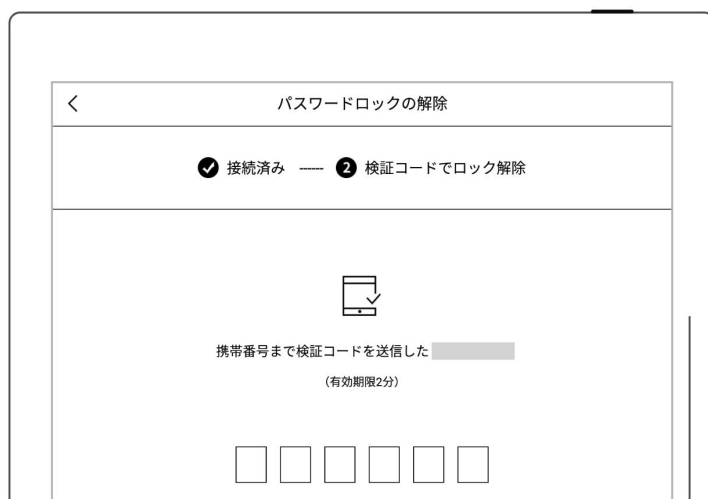 パスワードロックの解除
接続済み ------ 2 検証コードでロック解除
携帯番号まで検証コードを送信した
(有効期限2分)